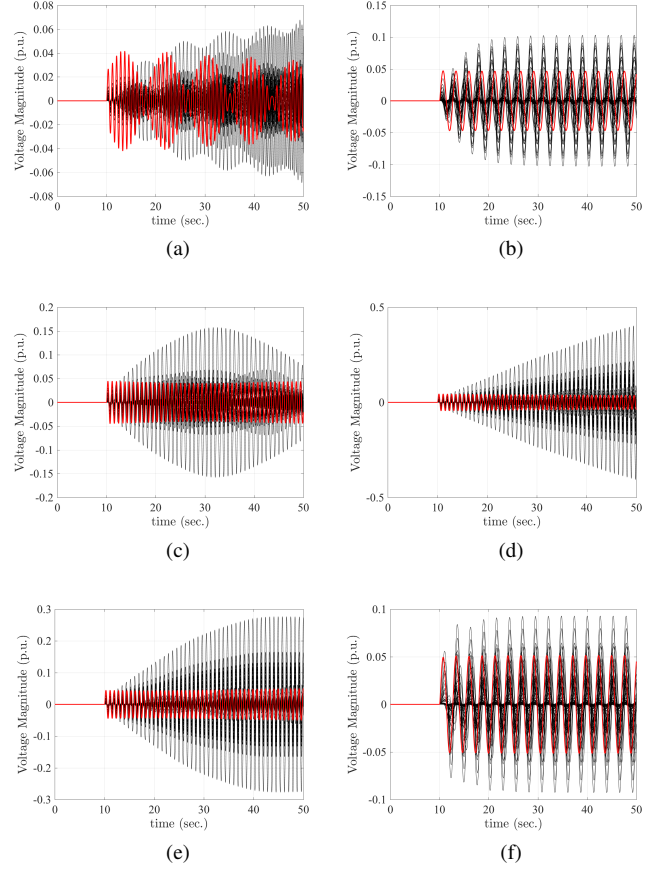 0.08
0.06
0.04
0.02
0
-0.02
-0.04
-0.06
-0.08
Voltage Magnitude (p.u.)
0 10 20 30 40 50
time (sec.)
(a)
0.15
0.1
0.05
0
-0.05
-0.1
-0.15
Voltage Magnitude (p.u.)
0 10 20 30 40 50
time (sec.)
(b)
0.2
0.15
0.1
0.05
0
-0.05
-0.1
-0.15
-0.2
Voltage Magnitude (p.u.)
0 10 20 30 40 50
time (sec.)
(c)
0.5
0
-0.5
Voltage Magnitude (p.u.)
0 10 20 30 40 50
time (sec.)
(d)
0.3
0.2
0.1
0
-0.1
-0.2
-0.3
Voltage Magnitude (p.u.)
0 10 20 30 40 50
time (sec.)
(e)
0.1
0.05
0
-0.05
-0.1
Voltage Magnitude (p.u.)
0 10 20 30 40 50
time (sec.)
(f)